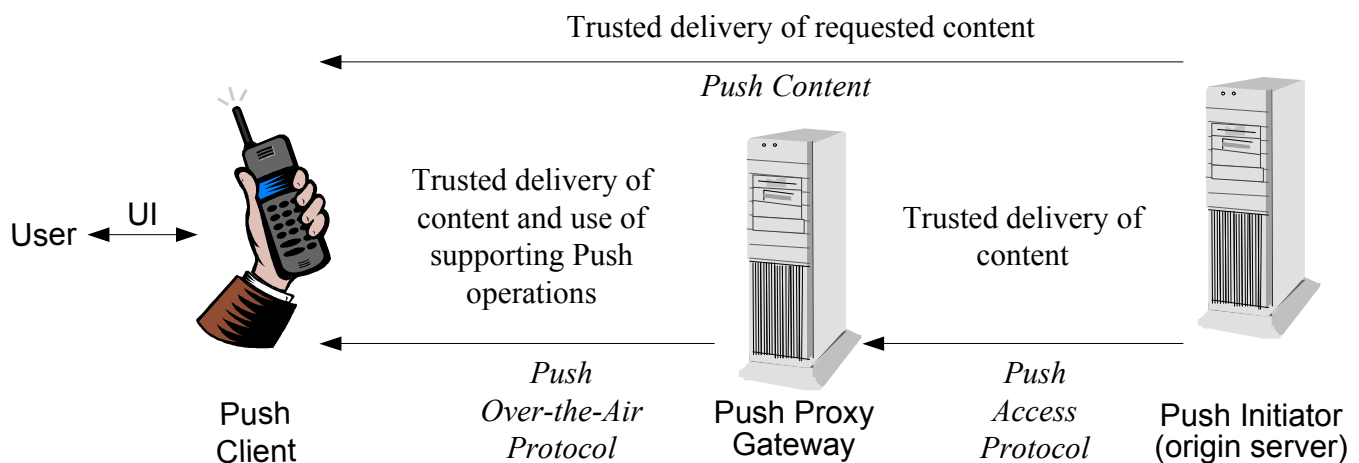 Trusted delivery of requested content
Push Content
Trusted delivery of
content and use of
supporting Push
operations
Trusted delivery of
content
User
UI
Push
Over-the-Air
Protocol
Push
Access
Protocol
Push
Client
Push Proxy
Gateway
Push Initiator
(origin server)